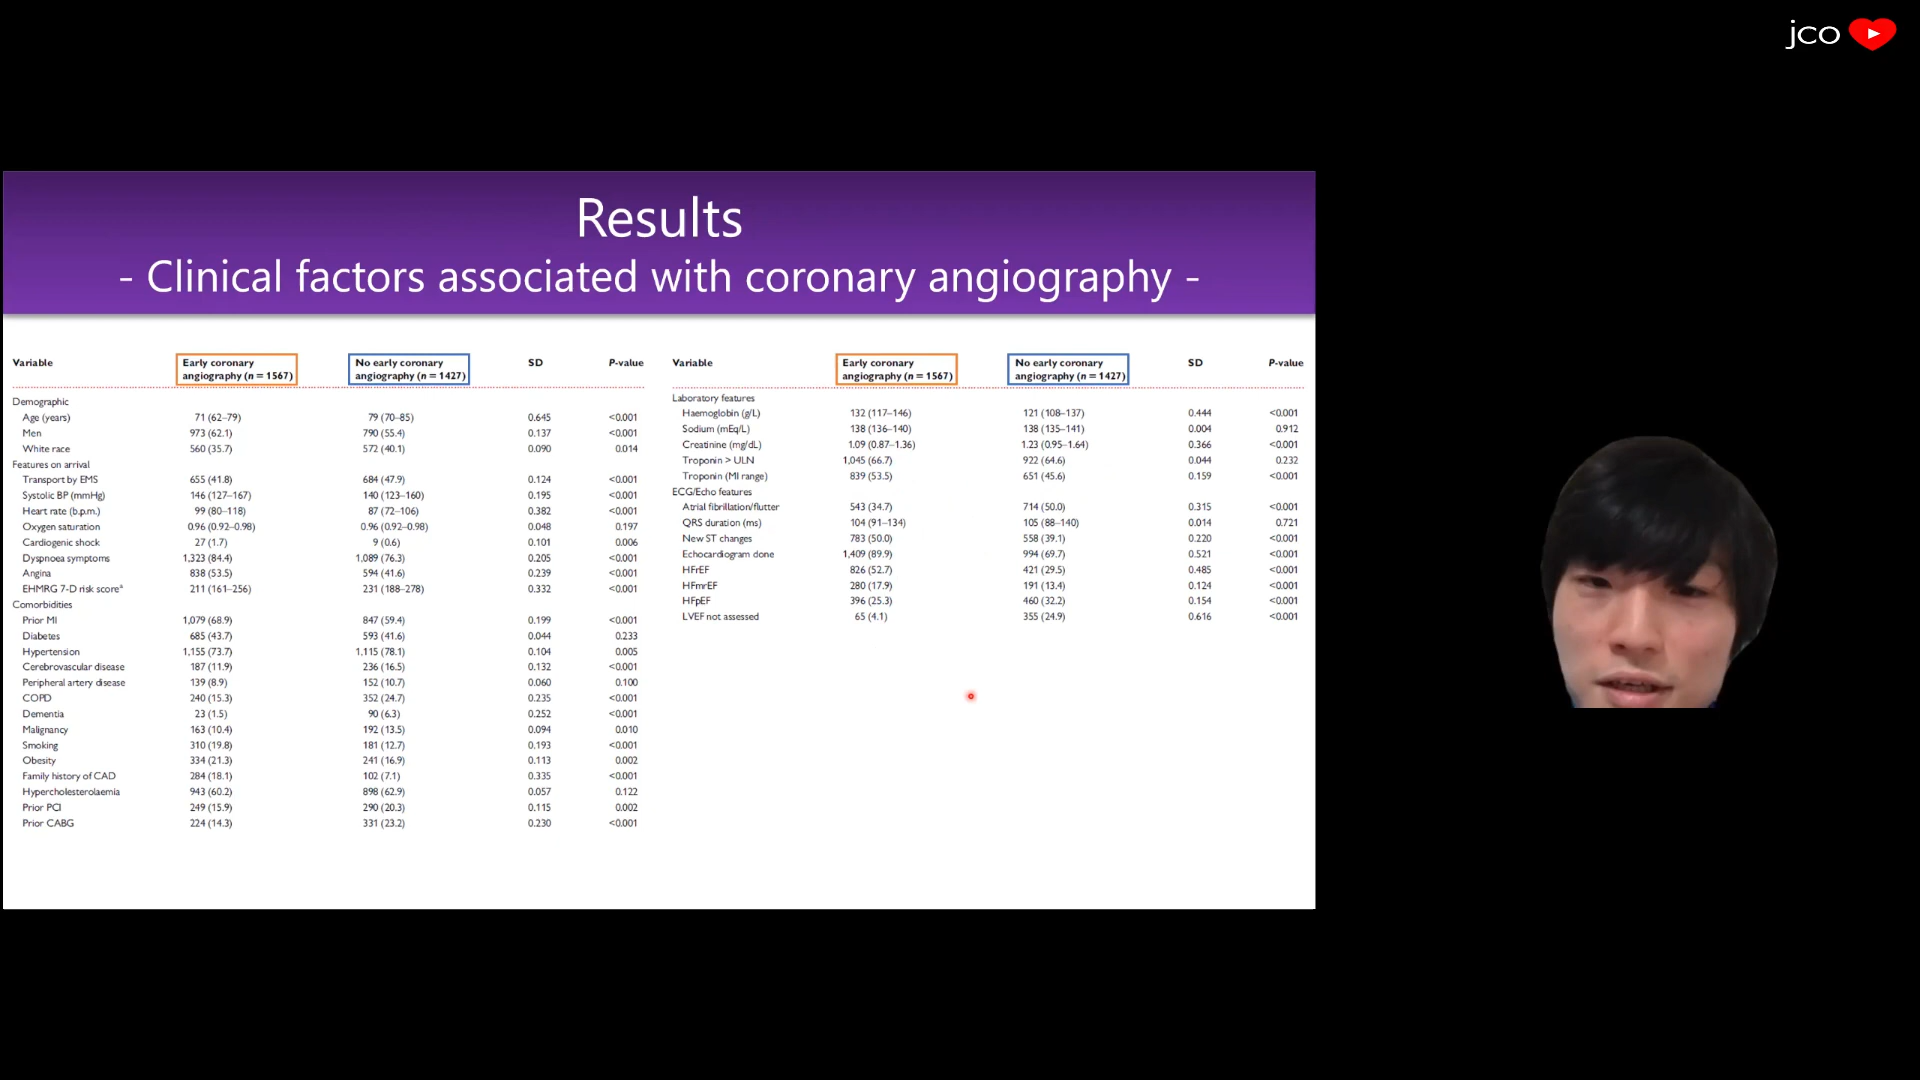 jco
Results
- Clinical factors associated with coronary angiography -
Variable Early coronary angiography (n = 1567) No early coronary angiography (n = 1427) SD P-value
Demographic
Age (years) 71 (62–79) 79 (70–85) 0.645 <0.001
Men 973 (62.1) 790 (55.4) 0.137 <0.001
White race 560 (35.7) 572 (40.1) 0.090 0.014
Features on arrival
Transport by EMS 655 (41.8) 684 (47.9) 0.124 <0.001
Systolic BP (mmHg) 146 (127–167) 140 (123–160) 0.195 <0.001
Heart rate (b.p.m.) 99 (80–118) 87 (72–106) 0.382 <0.001
Oxygen saturation 0.96 (0.92–0.98) 0.96 (0.92–0.98) 0.048 0.197
Cardiogenic shock 27 (1.7) 9 (0.6) 0.101 0.006
Dyspnoea symptoms 1,323 (84.4) 1,089 (76.3) 0.205 <0.001
Angina 838 (53.5) 594 (41.6) 0.239 <0.001
EHMRG 7-D risk scoreᵃ 211 (161–256) 231 (188–278) 0.332 <0.001
Comorbidities
Prior MI 1,079 (68.9) 847 (59.4) 0.199 <0.001
Diabetes 685 (43.7) 593 (41.6) 0.044 0.233
Hypertension 1,155 (73.7) 1,115 (78.1) 0.104 0.005
Cerebrovascular disease 187 (11.9) 236 (16.5) 0.132 <0.001
Peripheral artery disease 139 (8.9) 152 (10.7) 0.060 0.100
COPD 240 (15.3) 352 (24.7) 0.235 <0.001
Dementia 23 (1.5) 90 (6.3) 0.252 <0.001
Malignancy 163 (10.4) 192 (13.5) 0.094 0.010
Smoking 310 (19.8) 181 (12.7) 0.193 <0.001
Obesity 334 (21.3) 241 (16.9) 0.113 0.002
Family history of CAD 284 (18.1) 102 (7.1) 0.335 <0.001
Hypercholesterolaemia 943 (60.2) 898 (62.9) 0.057 0.122
Prior PCI 249 (15.9) 290 (20.3) 0.115 0.002
Prior CABG 224 (14.3) 331 (23.2) 0.230 <0.001
Variable Early coronary angiography (n = 1567) No early coronary angiography (n = 1427) SD P-value
Laboratory features
Haemoglobin (g/L) 132 (117–146) 121 (108–137) 0.444 <0.001
Sodium (mEq/L) 138 (136–140) 138 (135–141) 0.004 0.912
Creatinine (mg/dL) 1.09 (0.87–1.36) 1.23 (0.95–1.64) 0.366 <0.001
Troponin > ULN 1,045 (66.7) 922 (64.6) 0.044 0.232
Troponin (MI range) 839 (53.5) 651 (45.6) 0.159 <0.001
ECG/Echo features
Atrial fibrillation/flutter 543 (34.7) 714 (50.0) 0.315 <0.001
QRS duration (ms) 104 (91–134) 105 (88–140) 0.014 0.721
New ST changes 783 (50.0) 558 (39.1) 0.220 <0.001
Echocardiogram done 1,409 (89.9) 994 (69.7) 0.521 <0.001
HFrEF 826 (52.7) 421 (29.5) 0.485 <0.001
HFmrEF 280 (17.9) 191 (13.4) 0.124 <0.001
HFpEF 396 (25.3) 460 (32.2) 0.154 <0.001
LVEF not assessed 65 (4.1) 355 (24.9) 0.616 <0.001